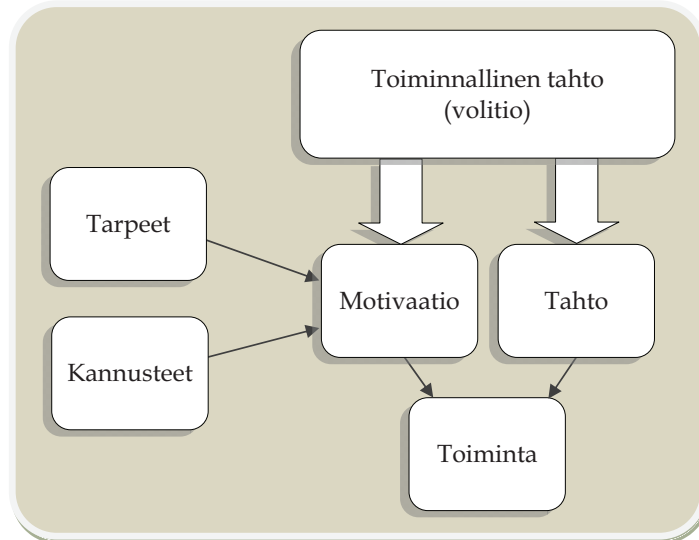 Toiminnallinen tahto
(volitio)
Tarpeet
Motivaatio
Tahto
Kannusteet
Toiminta